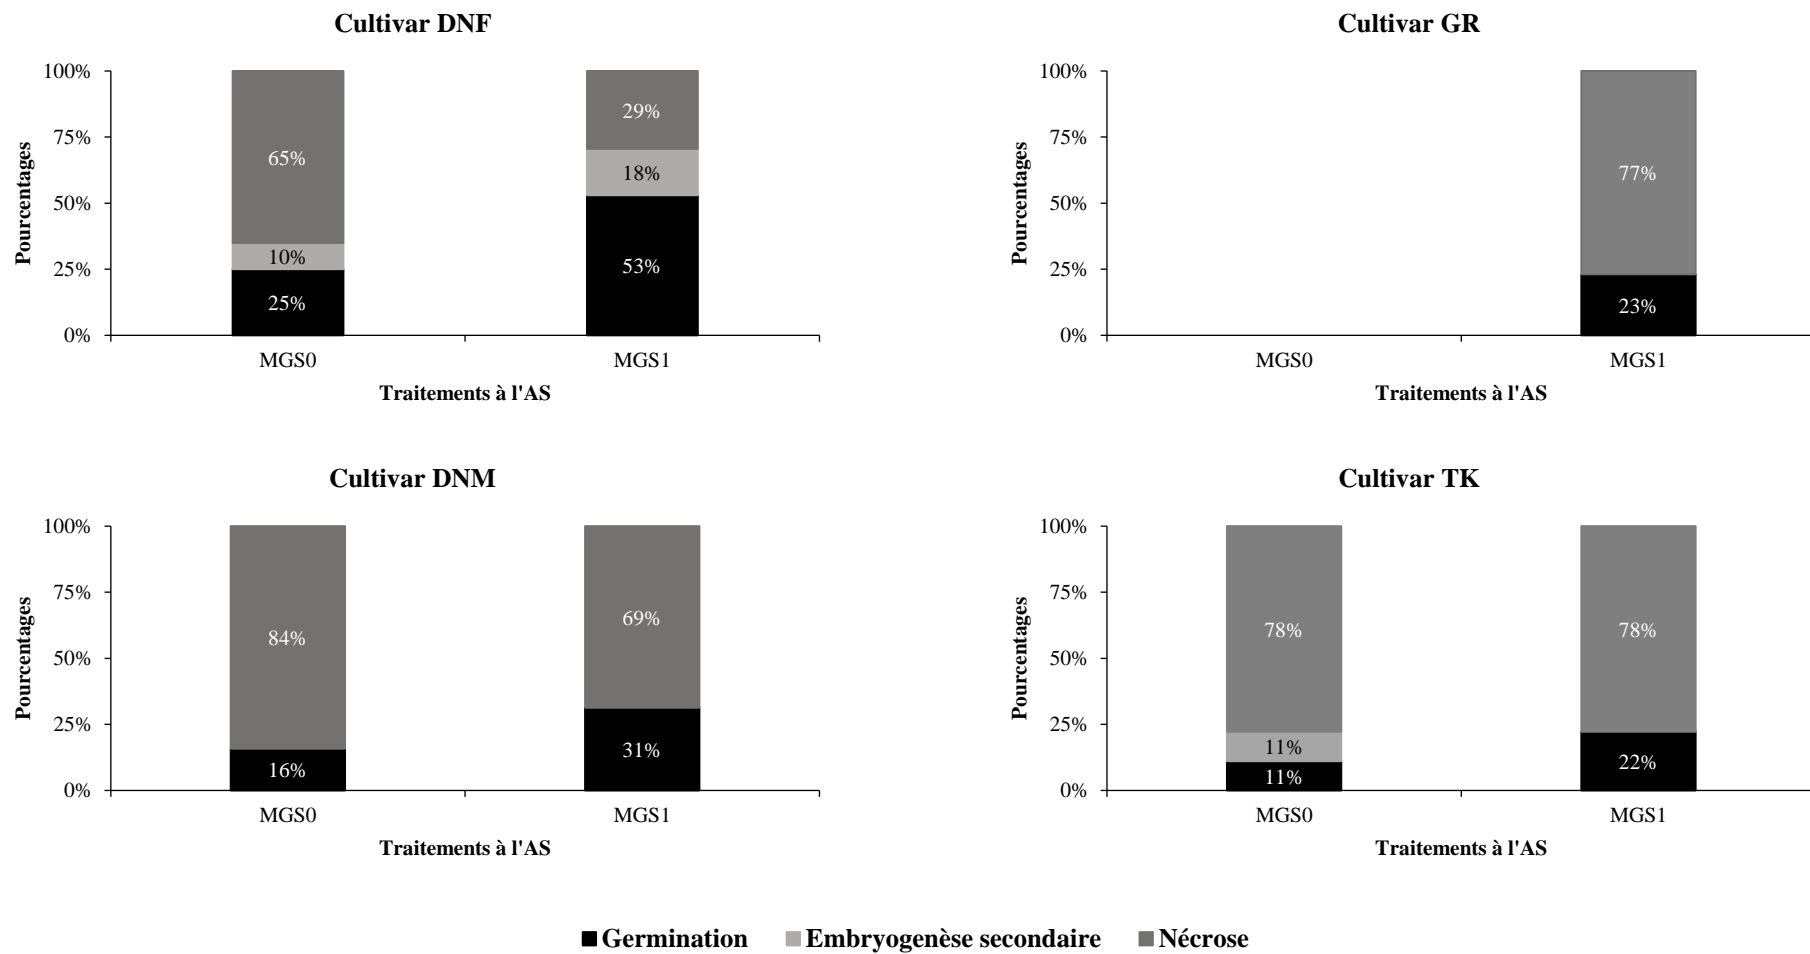 Cultivar DNF
100%
75%
50%
25%
0%
Pourcentages
65%
10%
25%
29%
18%
53%
MGS0
MGS1
Traitements à l'AS
Cultivar GR
100%
75%
50%
25%
0%
Pourcentages
77%
23%
MGS0
MGS1
Traitements à l'AS
Cultivar DNM
100%
75%
50%
25%
0%
Pourcentages
84%
16%
69%
31%
MGS0
MGS1
Traitements à l'AS
Cultivar TK
100%
75%
50%
25%
0%
Pourcentages
78%
11%
11%
78%
22%
MGS0
MGS1
Traitements à l'AS
Germination Embryogenèse secondaire Nécrose